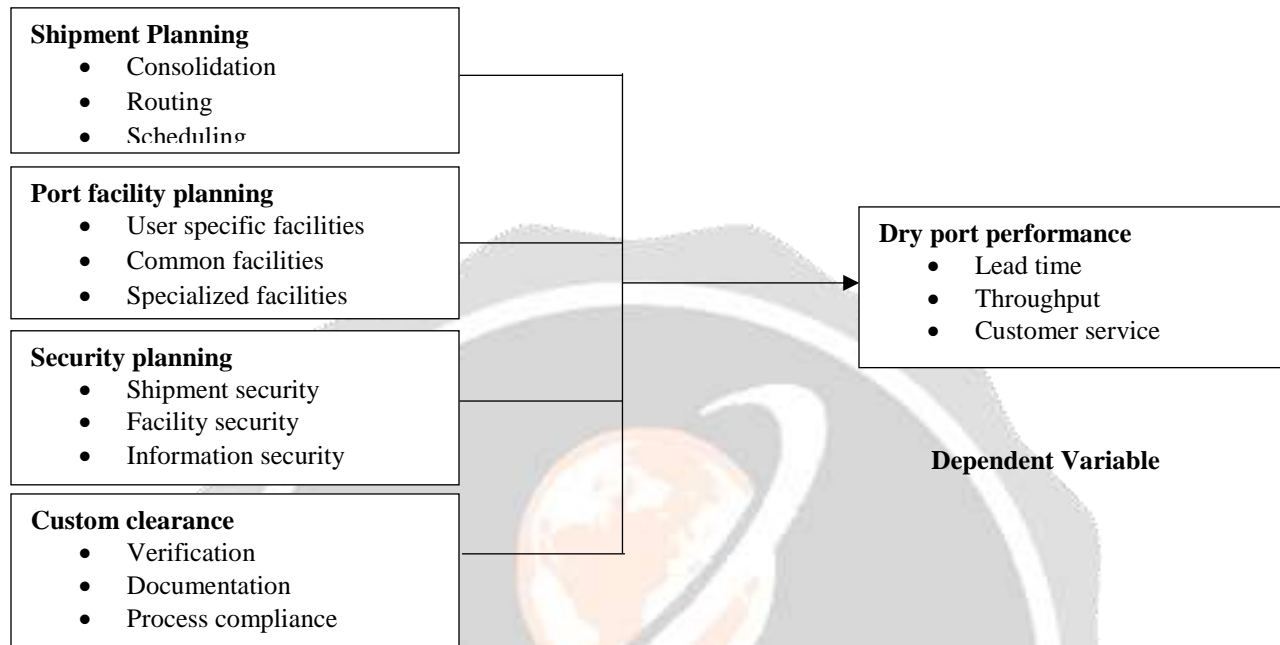 Shipment Planning
• Consolidation
• Routing
• Scheduling
Port facility planning
• User specific facilities
• Common facilities
• Specialized facilities
Security planning
• Shipment security
• Facility security
• Information security
Custom clearance
• Verification
• Documentation
• Process compliance
Dry port performance
• Lead time
• Throughput
• Customer service
Dependent Variable